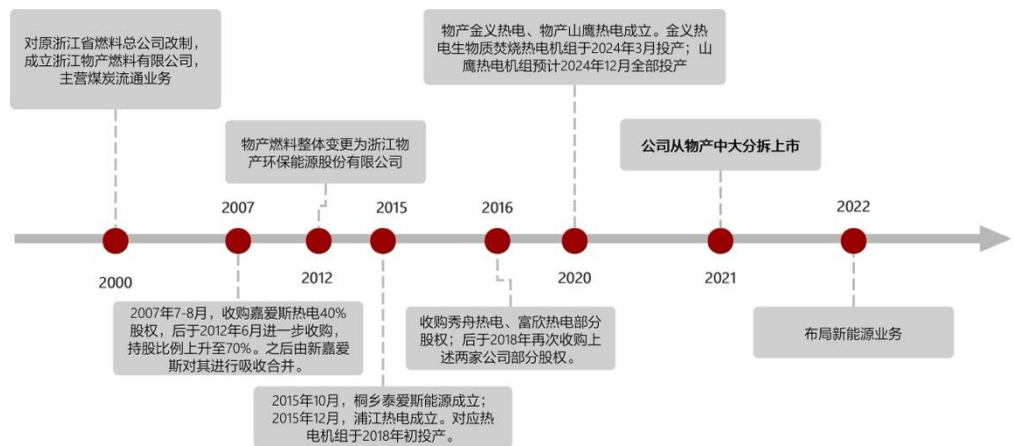 对原浙江省燃料总公司改制，
成立浙江物产燃料有限公司，
主营煤炭流通业务
物产金义热电、物产山鹰热电成立。金义热
电生物质焚烧热电机组于2024年3月投产；山
鹰热电机组预计2024年12月全部投产
物产燃料整体变更为浙江物
产环保能源股份有限公司
公司从物产中大分拆上市
2007
2015
2016
2022
2000
2012
2020
2021
2007年7-8月，收购嘉爱斯热电40%
股权，后于2012年6月进一步收购，
持股比例上升至70%。之后由新嘉爱
斯对其进行吸收合并。
收购秀舟热电、富欣热电部分
股权；后于2018年再次收购上
述两家公司部分股权。
布局新能源业务
2015年10月，桐乡泰爱斯能源成立；
2015年12月，浦江热电成立。对应热
电机组于2018年初投产。